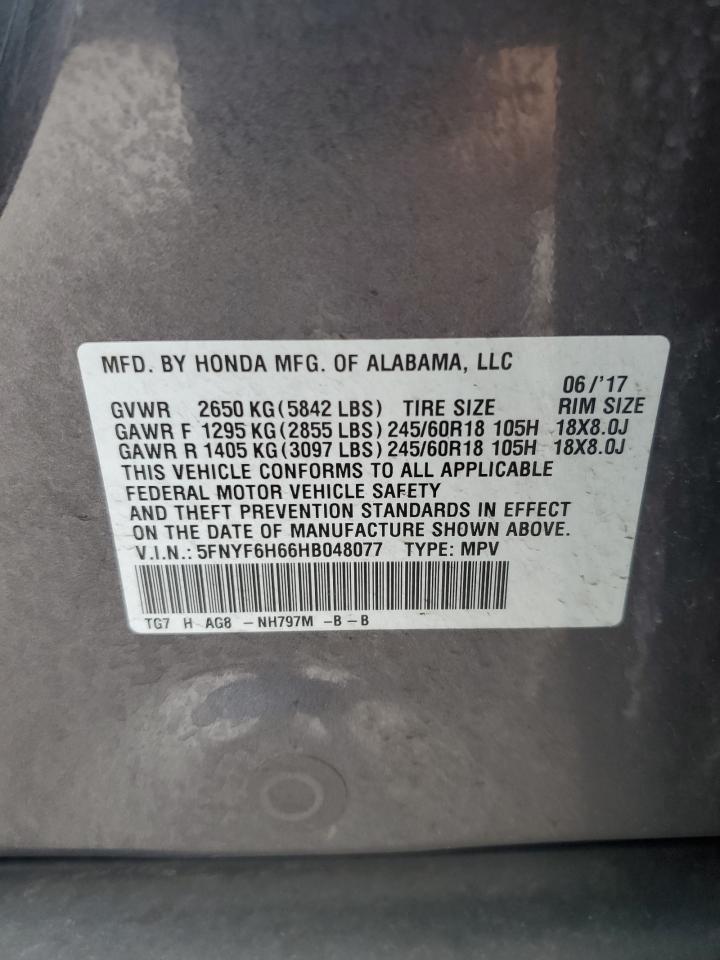 MFD. BY HONDA MFG. OF ALABAMA, LLC
06/'17
GVWR 2650 KG(5842 LBS) TIRE SIZE RIM SIZE
GAWR F 1295 KG(2855 LBS) 245/60R18 105H 18X8.0J
GAWR R 1405 KG(3097 LBS) 245/60R18 105H 18X8.0J
THIS VEHICLE CONFORMS TO ALL APPLICABLE
FEDERAL MOTOR VEHICLE SAFETY
AND THEFT PREVENTION STANDARDS IN EFFECT
ON THE DATE OF MANUFACTURE SHOWN ABOVE.
V.I.N.: 5FNYF6H66HB048077 TYPE: MPV
TG7 H AG8 -NH797M -B-B